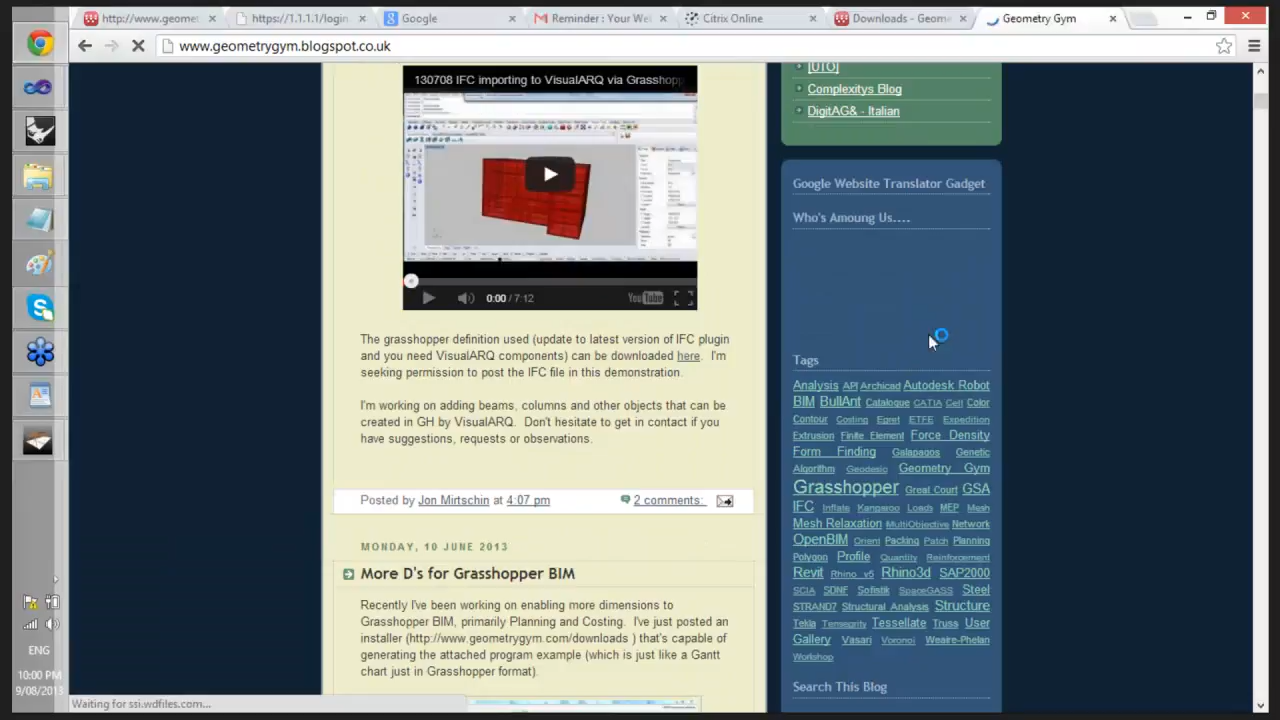 http://www.geomet
https://1.1.1.1/login
Google
Reminder : Your We
Citrix Online
Downloads - Geome
Geometry Gym
www.geometrygym.blogspot.co.uk
130708 IFC importing to VisualARQ via Grasshopp
0:00 / 7:12
YouTube
The grasshopper definition used (update to latest version of IFC plugin
and you need VisualARQ components) can be downloaded here. I'm
seeking permission to post the IFC file in this demonstration.
I'm working on adding beams, columns and other objects that can be
created in GH by VisualARQ. Don't hesitate to get in contact if you
have suggestions, requests or observations.
Posted by Jon Mirtschin at 4:07 pm
2 comments:
MONDAY, 10 JUNE 2013
More D's for Grasshopper BIM
Recently I've been working on enabling more dimensions to
Grasshopper BIM, primarily Planning and Costing. I've just posted an
installer (http://www.geometrygym.com/downloads ) that's capable of
generating the attached program example (which is just like a Gantt
chart just in Grasshopper format).
[UTO]
Complexitys Blog
DigitAG& - Italian
Google Website Translator Gadget
Who's Amoung Us....
Tags
Analysis API Archicad Autodesk Robot
BIM BullAnt Catalogue CATIA Cell Color
Contour Costing Egret ETFE Expedition
Extrusion Finite Element Force Density
Form Finding Galapagos Genetic
Algorithm Geodesic Geometry Gym
Grasshopper Great Court GSA
IFC Inflate Kangaroo Loads MEP Mesh
Mesh Relaxation MultiObjective Network
OpenBIM Orient Packing Patch Planning
Polygon Profile Quantity Reinforcement
Revit Rhino v5 Rhino3d SAP2000
SCIA SDNF Sofistik SpaceGASS Steel
STRAND7 Structural Analysis Structure
Tekla Tensegrity Tessellate Truss User
Gallery Vasari Voronoi Weaire-Phelan
Workshop
Search This Blog
ENG
10:00 PM
9/08/2013
Waiting for ssi.wdfiles.com...